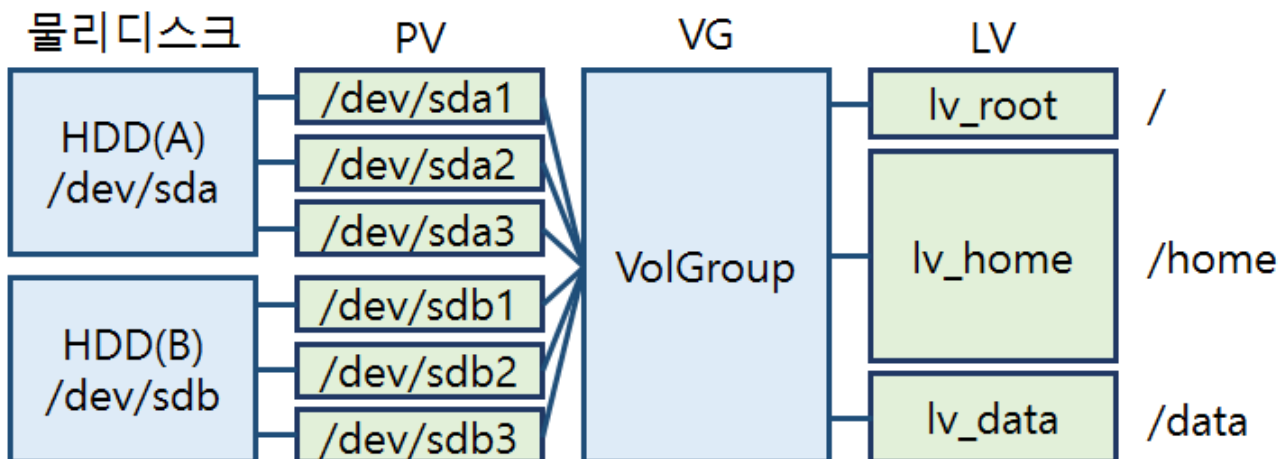 물리디스크
PV
VG
LV
HDD(A)
/dev/sda
HDD(B)
/dev/sdb
/dev/sda1
/dev/sda2
/dev/sda3
/dev/sdb1
/dev/sdb2
/dev/sdb3
VolGroup
lv_root
/
lv_home
/home
lv_data
/data